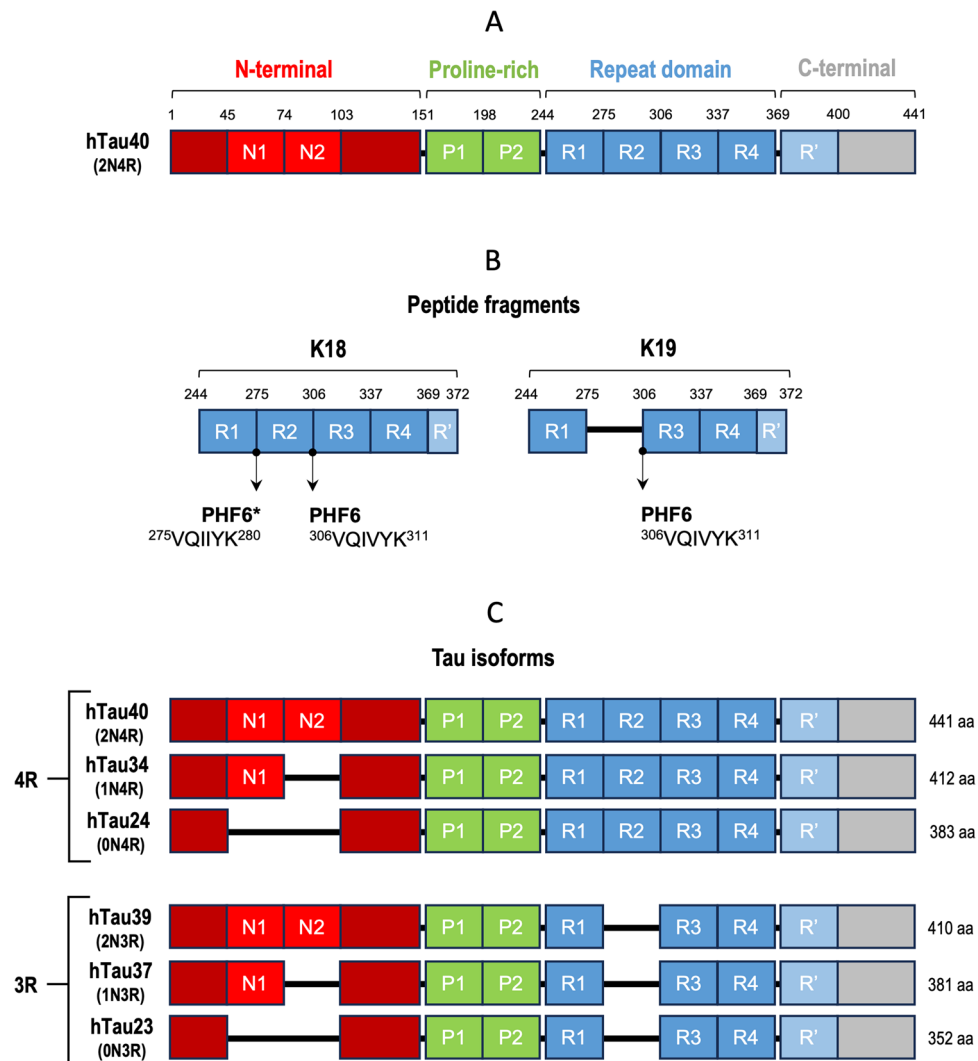 A
N-terminal Proline-rich Repeat domain C-terminal
1 45 74 103 151 198 244 275 306 337 369 400 441
hTau40
(2N4R)
N1 N2 P1 P2 R1 R2 R3 R4 R'
B
Peptide fragments
K18 K19
244 275 306 337 369 372 244 275 306 337 369 372
R1 R2 R3 R4 R' R1 R3 R4 R'
PHF6* PHF6 PHF6
275VQIIYK280 306VQIVYK311 306VQIVYK311
C
Tau isoforms
4R
hTau40
(2N4R)
N1 N2 P1 P2 R1 R2 R3 R4 R' 441 aa
hTau34
(1N4R)
N1 P1 P2 R1 R2 R3 R4 R' 412 aa
hTau24
(0N4R)
P1 P2 R1 R2 R3 R4 R' 383 aa
3R
hTau39
(2N3R)
N1 N2 P1 P2 R1 R3 R4 R' 410 aa
hTau37
(1N3R)
N1 P1 P2 R1 R3 R4 R' 381 aa
hTau23
(0N3R)
P1 P2 R1 R3 R4 R' 352 aa